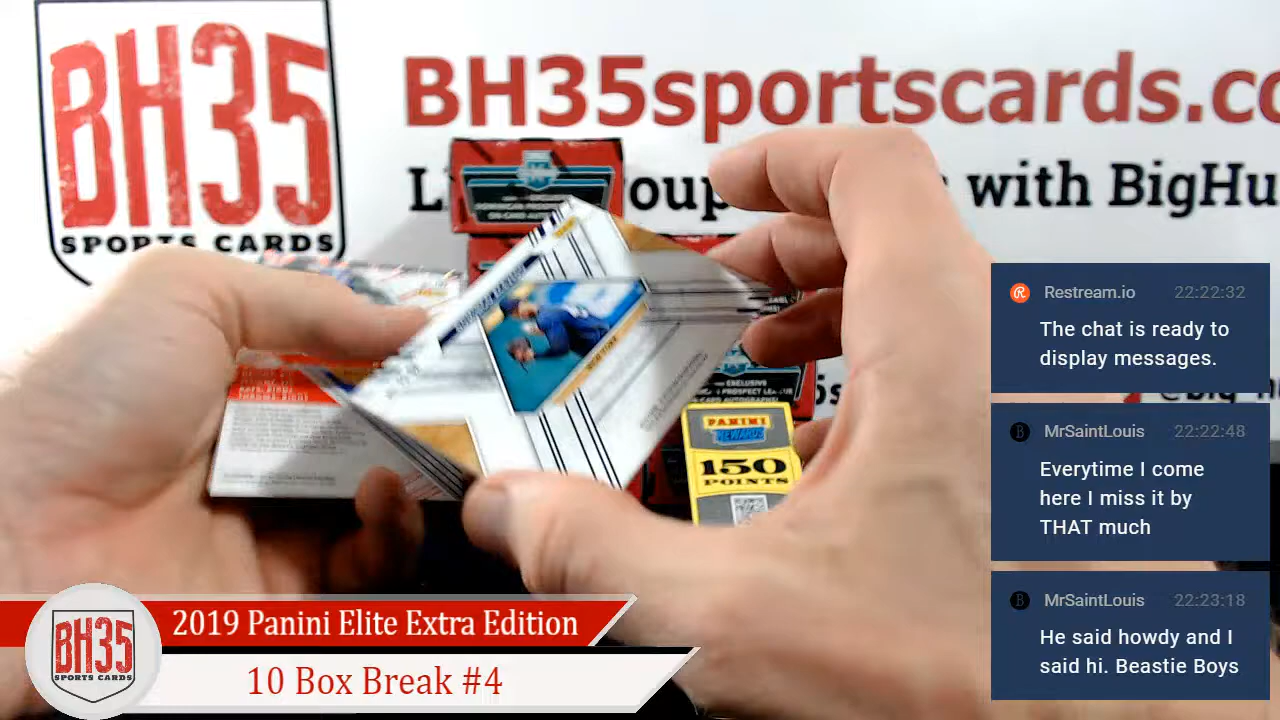 BH35
SPORTS CARDS
BH35sportscards.co
with BigHu
PANINI
REWARDS
150
POINTS
Restream.io 22:22:32
The chat is ready to
display messages.
MrSaintLouis 22:22:48
Everytime I come
here I miss it by
THAT much
MrSaintLouis 22:23:18
He said howdy and I
said hi. Beastie Boys
BH35
SPORTS CARDS
2019 Panini Elite Extra Edition
10 Box Break #4